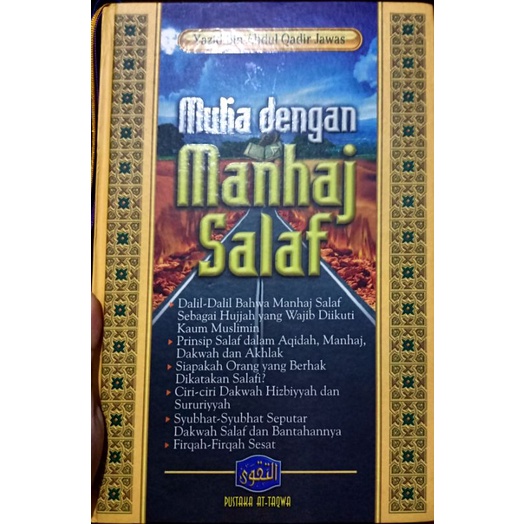 Yazid bin Abdul Qadir Jawas
Mulia dengan
Manhaj
Salaf
Dalil-Dalil Bahwa Manhaj Salaf
Sebagai Hujjah yang Wajib Diikuti
Kaum Muslimin
Prinsip Salaf dalam Aqidah, Manhaj,
Dakwah dan Akhlak
Siapakah Orang yang Berhak
Dikatakan Salafi?
Ciri-ciri Dakwah Hizbiyyah dan
Sururiyyah
Syubhat-Syubhat Seputar
Dakwah Salaf dan Bantahannya
Firqah-Firqah Sesat
التقوى
PUSTAKA AT-TAQWA